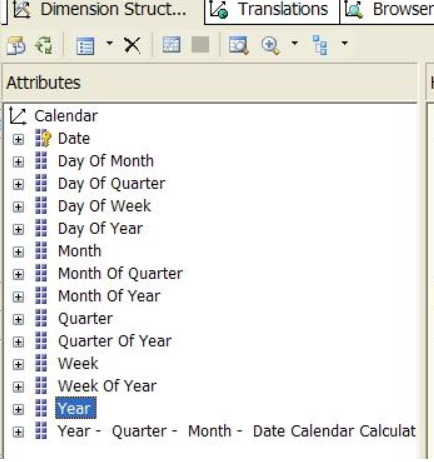 Dimension Struct... Translations Browser
Attributes
Calendar
Date
Day Of Month
Day Of Quarter
Day Of Week
Day Of Year
Month
Month Of Quarter
Month Of Year
Quarter
Quarter Of Year
Week
Week Of Year
Year
Year - Quarter - Month - Date Calendar Calculat